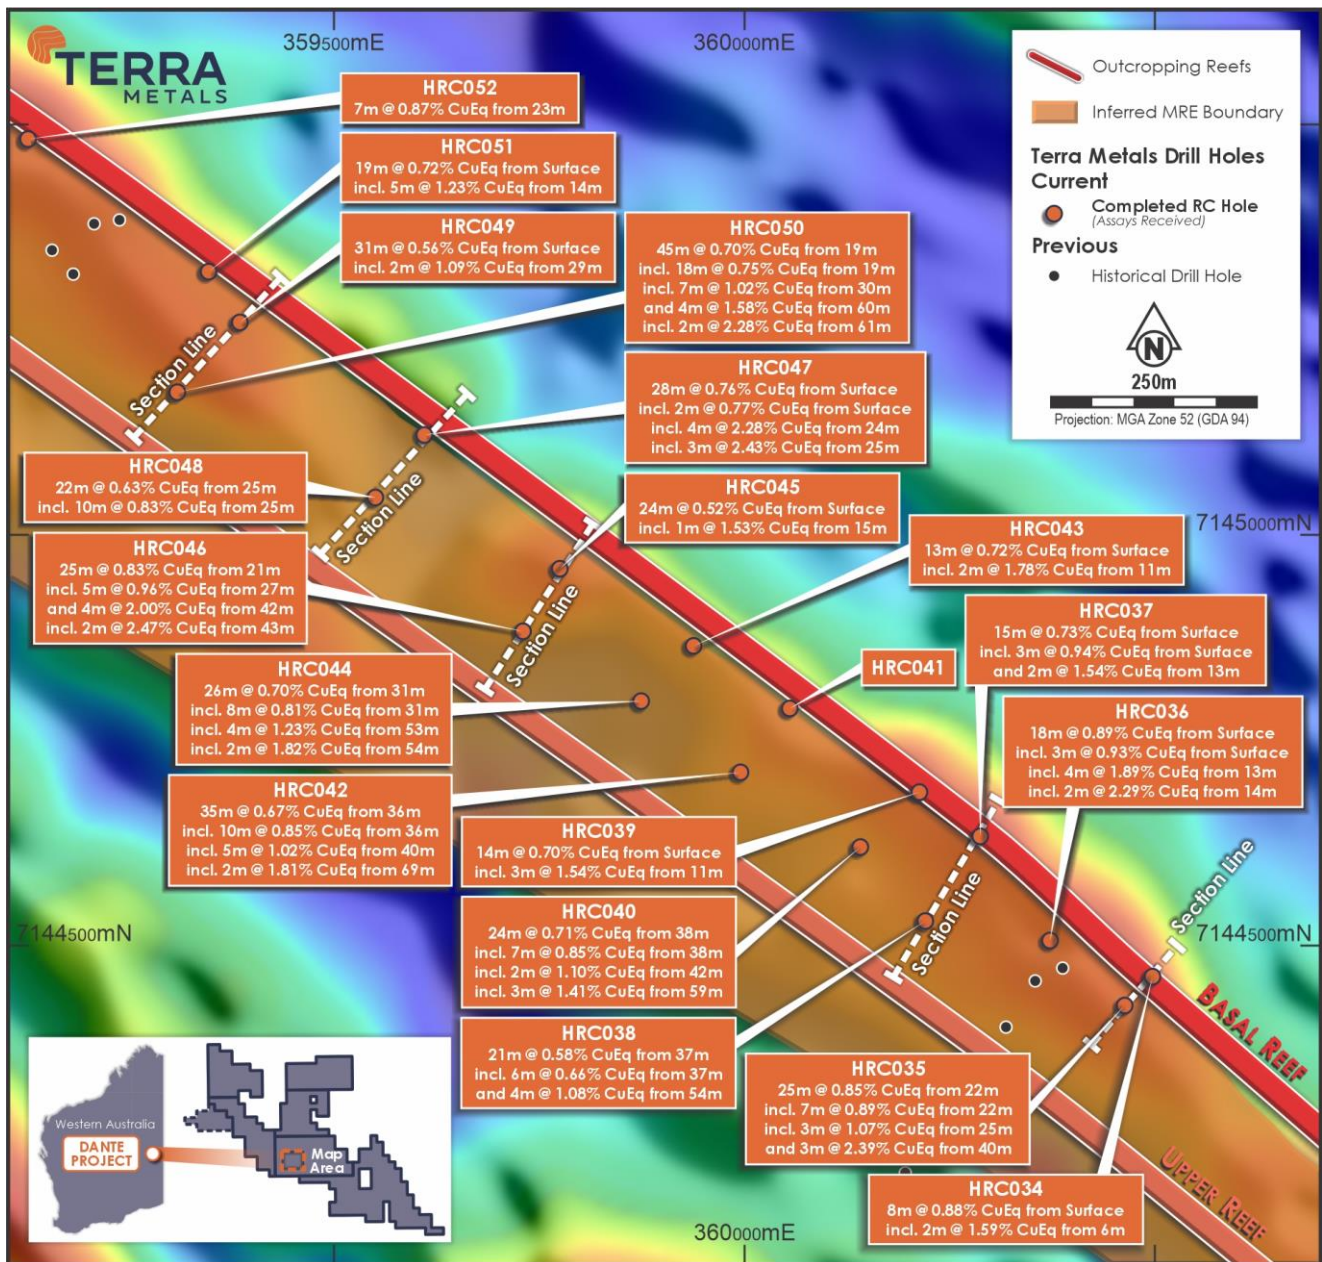 TERRA
METALS
359500mE
360000mE
Outcropping Reefs
Inferred MRE Boundary
Terra Metals Drill Holes
Current
Completed RC Hole
(Assays Received)
Previous
Historical Drill Hole
N
250m
Projection: MGA Zone 52 (GDA 94)
HRC052
7m @ 0.87% CuEq from 23m
HRC051
19m @ 0.72% CuEq from Surface
incl. 5m @ 1.23% CuEq from 14m
HRC049
31m @ 0.56% CuEq from Surface
incl. 2m @ 1.09% CuEq from 29m
HRC050
45m @ 0.70% CuEq from 19m
incl. 18m @ 0.75% CuEq from 19m
incl. 7m @ 1.02% CuEq from 30m
and 4m @ 1.58% CuEq from 60m
incl. 2m @ 2.28% CuEq from 61m
Section Line
HRC047
28m @ 0.76% CuEq from Surface
incl. 2m @ 0.77% CuEq from Surface
incl. 4m @ 2.28% CuEq from 24m
incl. 3m @ 2.43% CuEq from 25m
HRC048
22m @ 0.63% CuEq from 25m
incl. 10m @ 0.83% CuEq from 25m
Section Line
HRC045
24m @ 0.52% CuEq from Surface
incl. 1m @ 1.53% CuEq from 15m
7145000mN
HRC046
25m @ 0.83% CuEq from 21m
incl. 5m @ 0.96% CuEq from 27m
and 4m @ 2.00% CuEq from 42m
incl. 2m @ 2.47% CuEq from 43m
Section Line
HRC043
13m @ 0.72% CuEq from Surface
incl. 2m @ 1.78% CuEq from 11m
HRC037
15m @ 0.73% CuEq from Surface
incl. 3m @ 0.94% CuEq from Surface
and 2m @ 1.54% CuEq from 13m
HRC041
HRC044
26m @ 0.70% CuEq from 31m
incl. 8m @ 0.81% CuEq from 31m
incl. 4m @ 1.23% CuEq from 53m
incl. 2m @ 1.82% CuEq from 54m
HRC036
18m @ 0.89% CuEq from Surface
incl. 3m @ 0.93% CuEq from Surface
incl. 4m @ 1.89% CuEq from 13m
incl. 2m @ 2.29% CuEq from 14m
HRC042
35m @ 0.67% CuEq from 36m
incl. 10m @ 0.85% CuEq from 36m
incl. 5m @ 1.02% CuEq from 40m
incl. 2m @ 1.81% CuEq from 69m
HRC039
14m @ 0.70% CuEq from Surface
incl. 3m @ 1.54% CuEq from 11m
Section Line
Section Line
7144500mN
7144500mN
HRC040
24m @ 0.71% CuEq from 38m
incl. 7m @ 0.85% CuEq from 38m
incl. 2m @ 1.10% CuEq from 42m
incl. 3m @ 1.41% CuEq from 59m
BASAL REEF
HRC038
21m @ 0.58% CuEq from 37m
incl. 6m @ 0.66% CuEq from 37m
and 4m @ 1.08% CuEq from 54m
HRC035
25m @ 0.85% CuEq from 22m
incl. 7m @ 0.89% CuEq from 22m
incl. 3m @ 1.07% CuEq from 25m
and 3m @ 2.39% CuEq from 40m
UPPER REEF
HRC034
8m @ 0.88% CuEq from Surface
incl. 2m @ 1.59% CuEq from 6m
Western Australia
DANTE
PROJECT
Map
Area
360000mE